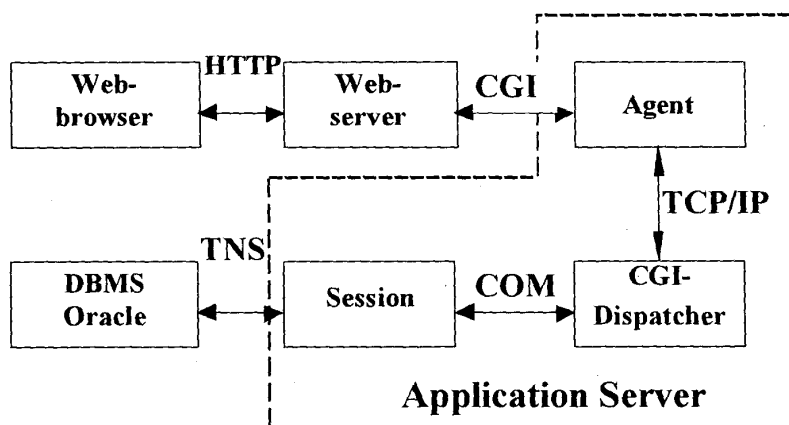 Web-
browser
HTTP
Web-
server
CGI
Agent
TCP/IP
DBMS
Oracle
TNS
Session
COM
CGI-
Dispatcher
Application Server